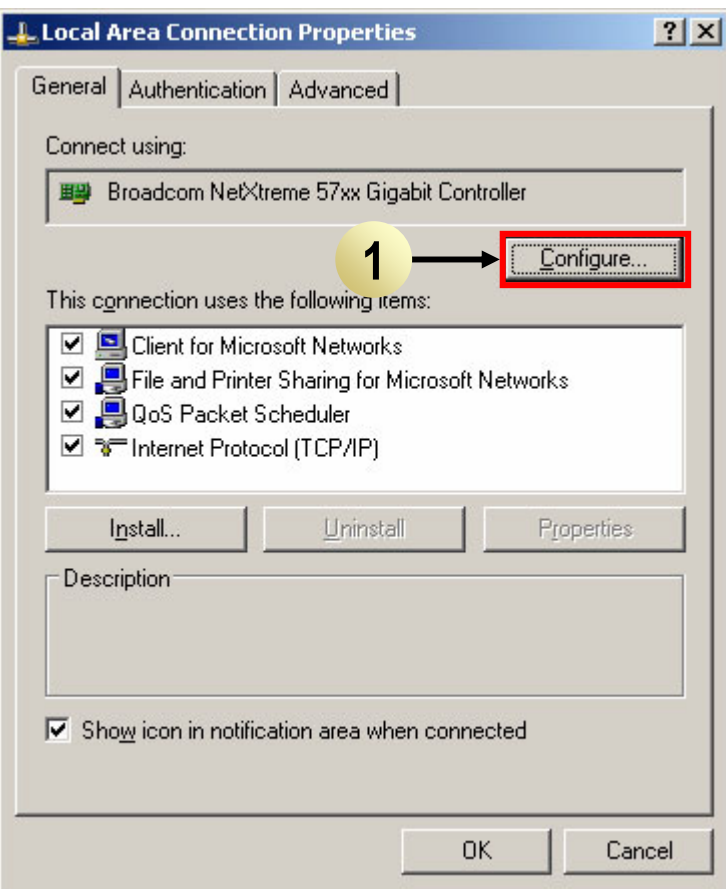 Local Area Connection Properties
General Authentication Advanced
Connect using:
Broadcom NetXtreme 57xx Gigabit Controller
1
Configure...
This connection uses the following items:
Client for Microsoft Networks
File and Printer Sharing for Microsoft Networks
QoS Packet Scheduler
Internet Protocol (TCP/IP)
Install... Uninstall Properties
Description
Show icon in notification area when connected
OK Cancel